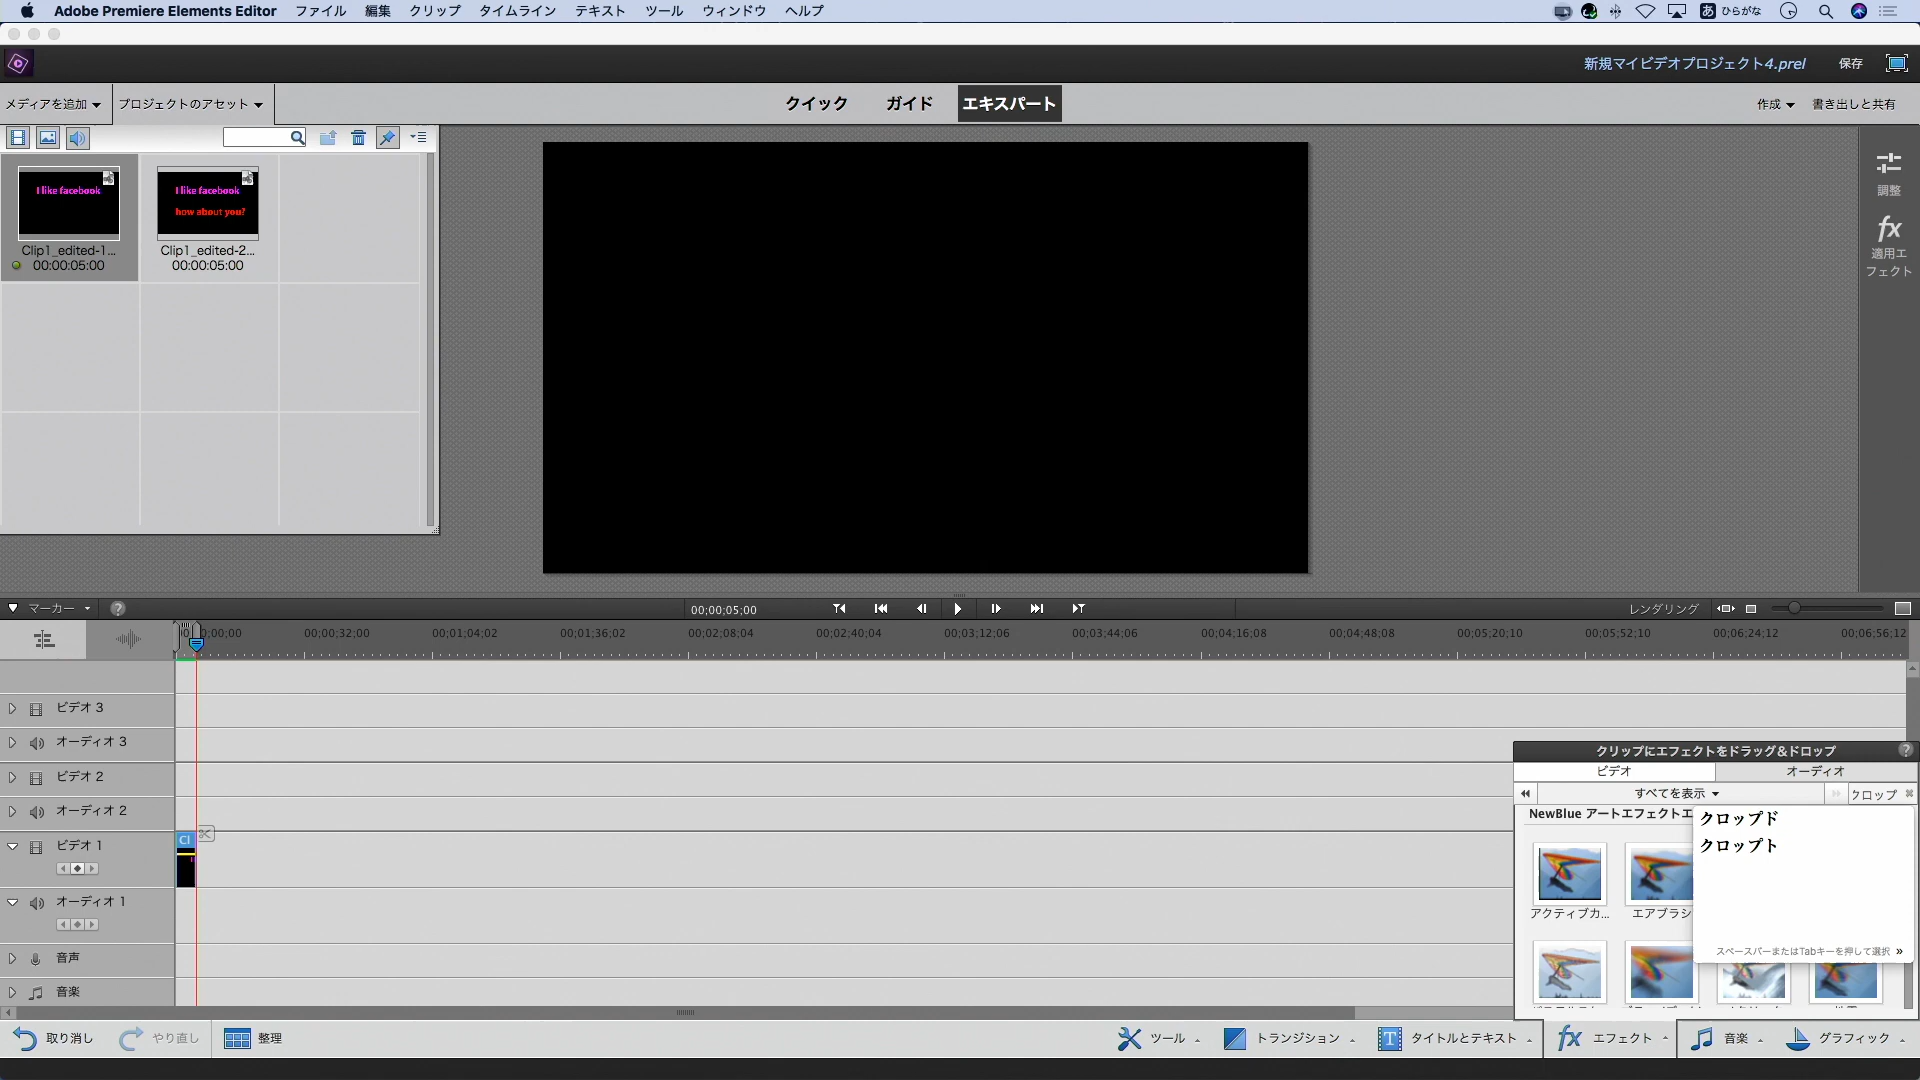 Adobe Premiere Elements Editor ファイル 編集 クリップ タイムライン テキスト ツール ウィンドウ ヘルプ
あ ひらがな
新規マイビデオプロジェクト4.prel 保存
メディアを追加 プロジェクトのアセット クイック ガイド エキスパート 作成 書き出しと共有
I like facebook
I like facebook
how about you?
Clip1_edited-1...
00:00:05:00
Clip1_edited-2...
00:00:05:00
調整
fx
適用エ
フェクト
マーカー ? 00;00;05;00 レンダリング
00;00;32;00 00;01;04;02 00;01;36;02 00;02;08;04 00;02;40;04 00;03;12;06 00;03;44;06 00;04;16;08 00;04;48;08 00;05;20;10 00;05;52;10 00;06;24;12 00;06;56;12
ビデオ 3
オーディオ 3
ビデオ 2
オーディオ 2
ビデオ 1
Cl
オーディオ 1
音声
音楽
クリップにエフェクトをドラッグ&ドロップ ?
ビデオ オーディオ
すべてを表示 クロップ
NewBlue アートエフェクトエ
クロップド
クロップト
アクティブカ... エアブラシ
スペースバーまたはTabキーを押して選択 »
取り消し やり直し 整理 ツール トランジション T タイトルとテキスト fx エフェクト 音楽 グラフィック